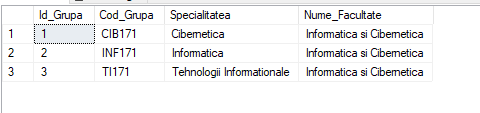 Id_Grupa Cod_Grupa Specialitatea Nume_Facultate
1 1 CIB171 Cibernetica Informatica si Cibernetica
2 2 INF171 Informatica Informatica si Cibernetica
3 3 TI171 Tehnologii Informationale Informatica si Cibernetica